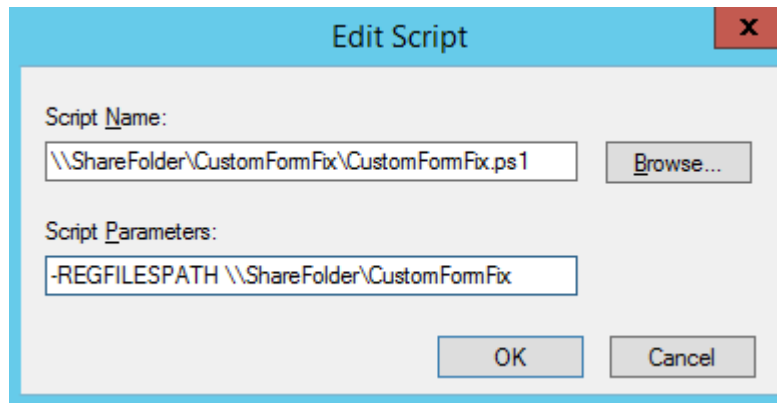 Edit Script
x
Script Name:
\\ShareFolder\CustomFormFix\CustomFormFix.ps1
Browse...
Script Parameters:
-REGFILESPATH \\ShareFolder\CustomFormFix
OK Cancel